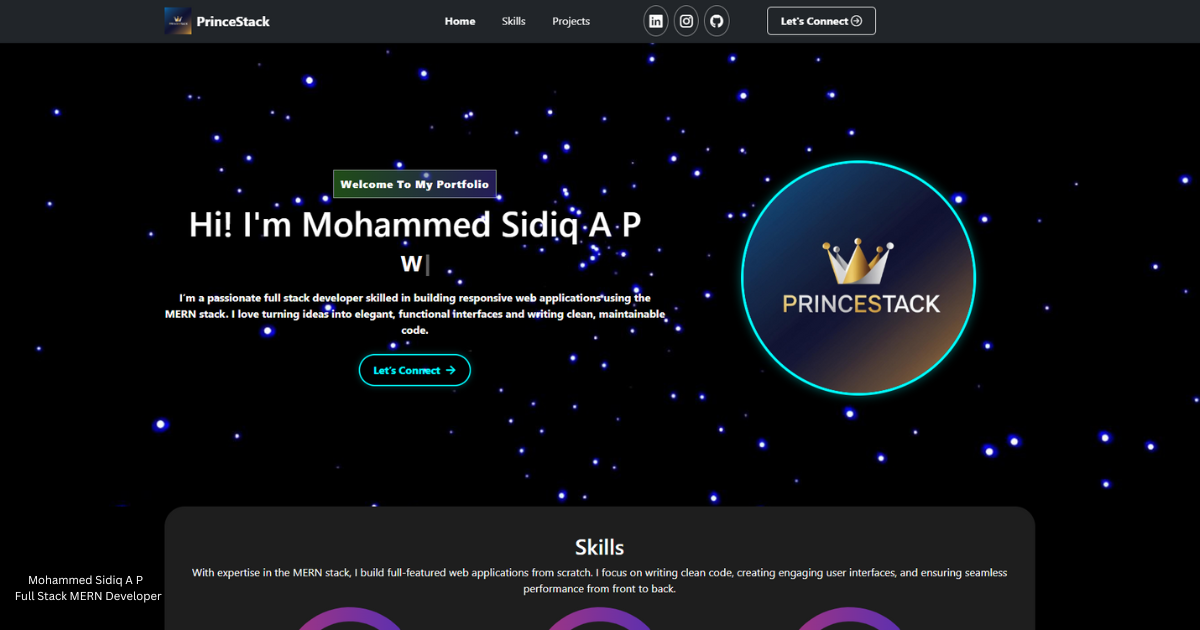 PrinceStack
Home
Skills
Projects
Let's Connect
Welcome To My Portfolio
Hi! I'm Mohammed Sidiq A P
W
I'm a passionate full stack developer skilled in building responsive web applications using the
MERN stack. I love turning ideas into elegant, functional interfaces and writing clean, maintainable
code.
Let's Connect
PRINCESTACK
Skills
With expertise in the MERN stack, I build full-featured web applications from scratch. I focus on writing clean code, creating engaging user interfaces, and ensuring seamless
performance from front to back.
Mohammed Sidiq A P
Full Stack MERN Developer